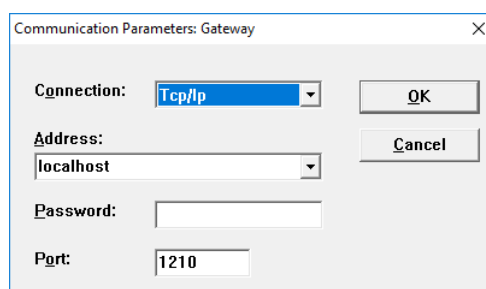 Communication Parameters: Gateway
Connection: Tcp/Ip OK
Address: Cancel
localhost
Password:
Port: 1210